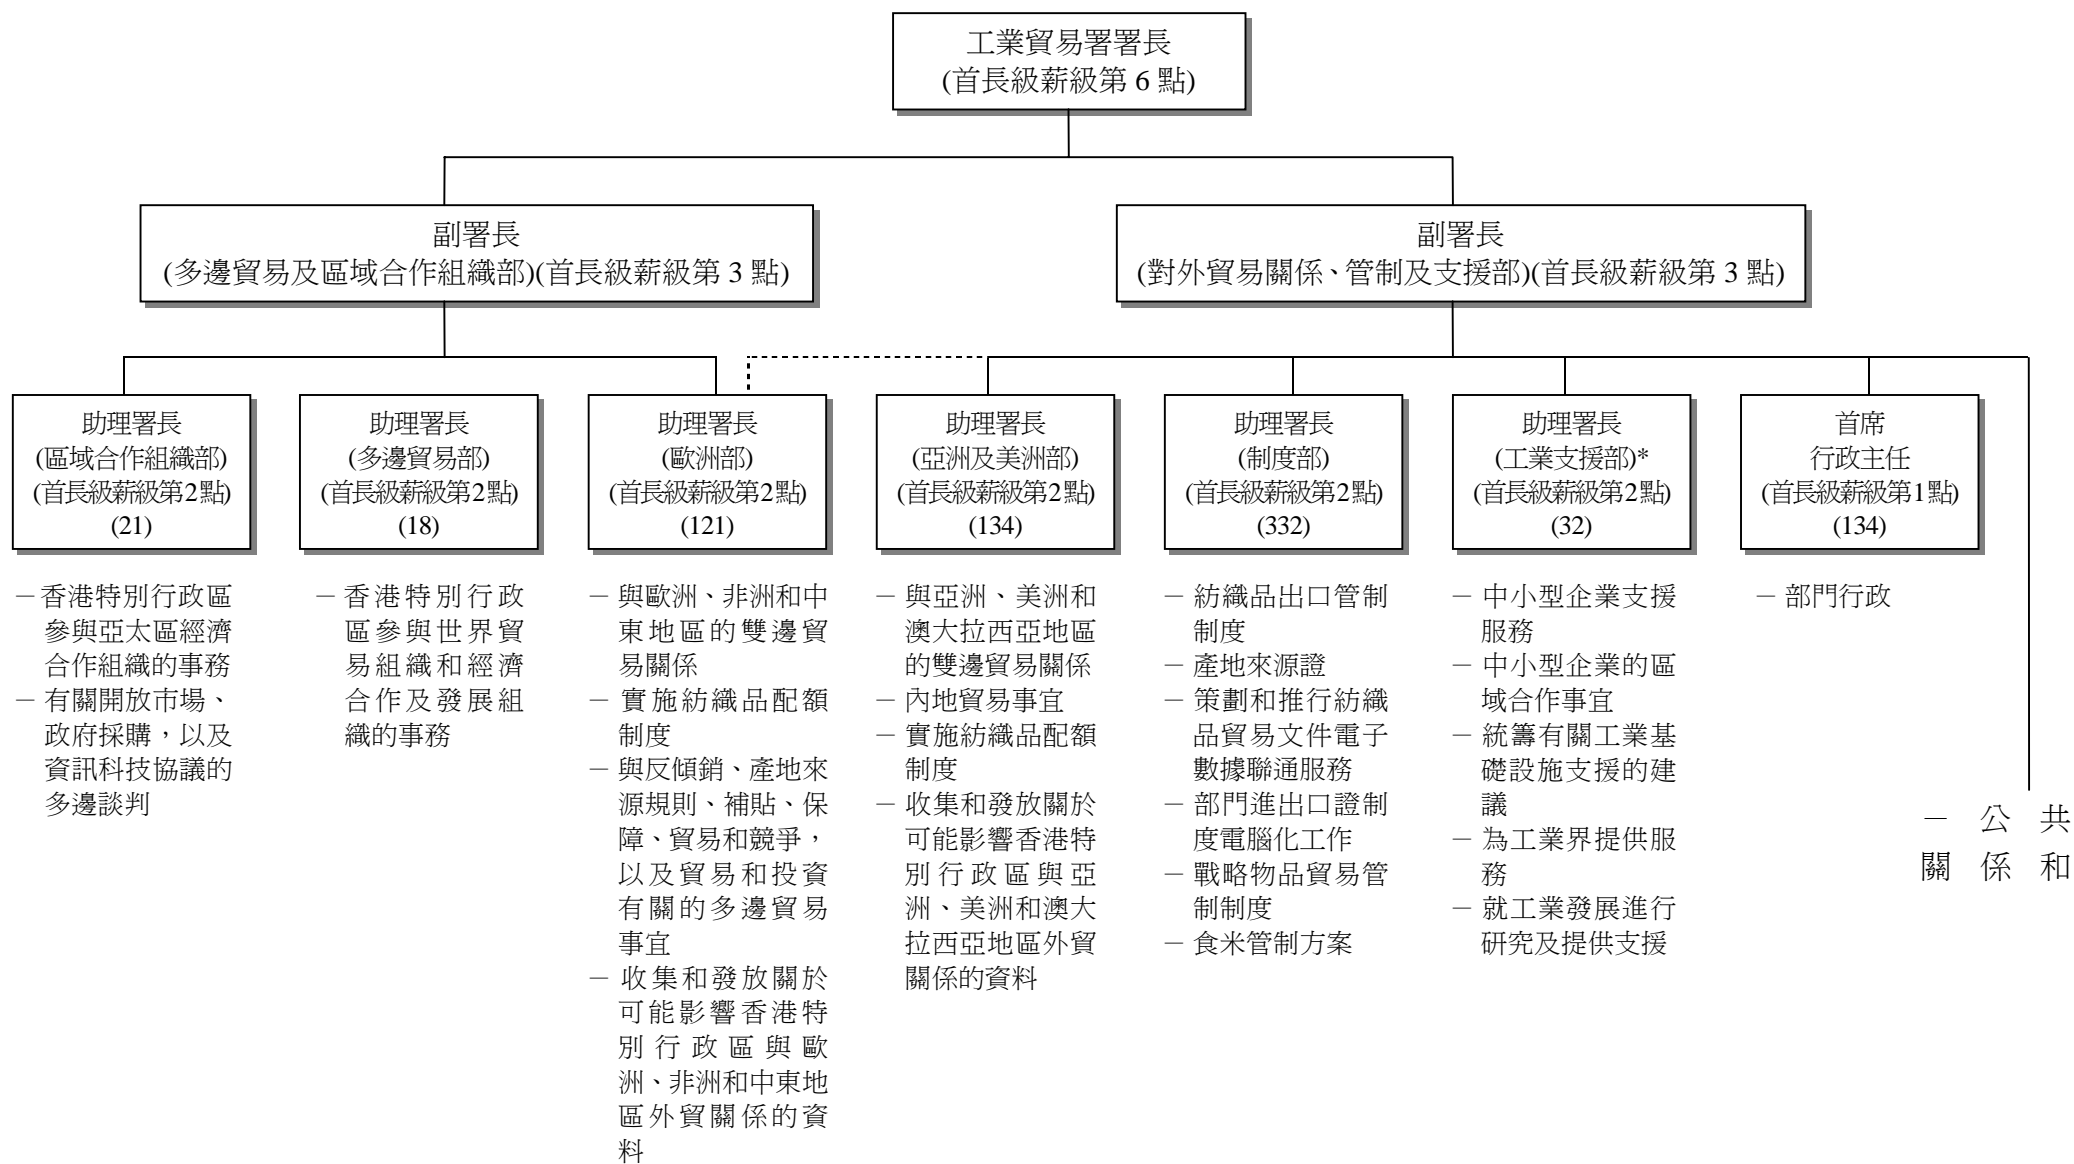 工業貿易署署長
(首長級薪級第 6 點)
副署長
(多邊貿易及區域合作組織部)(首長級薪級第 3 點)
副署長
(對外貿易關係、管制及支援部)(首長級薪級第 3 點)
助理署長
(區域合作組織部)
(首長級薪級第2點)
(21)
助理署長
(多邊貿易部)
(首長級薪級第2點)
(18)
助理署長
(歐洲部)
(首長級薪級第2點)
(121)
助理署長
(亞洲及美洲部)
(首長級薪級第2點)
(134)
助理署長
(制度部)
(首長級薪級第2點)
(332)
助理署長
(工業支援部)*
(首長級薪級第2點)
(32)
首席
行政主任
(首長級薪級第1點)
(134)
－香港特別行政區
參與亞太區經濟
合作組織的事務
－ 有關開放市場、
政府採購，以及
資訊科技協議的
多邊談判
－ 香港特別行政
區參與世界貿
易組織和經濟
合作及發展組
織的事務
－ 與歐洲、非洲和中
東地區的雙邊貿
易關係
－ 實施紡織品配額
制度
－ 與反傾銷、產地來
源規則、補貼、保
障、貿易和競爭，
以及貿易和投資
有關的多邊貿易
事宜
－ 收集和發放關於
可能影響香港特
別行政區與歐
洲、非洲和中東地
區外貿關係的資
料
－ 與亞洲、美洲和
澳大拉西亞地區
的雙邊貿易關係
－ 內地貿易事宜
－ 實施紡織品配額
制度
－ 收集和發放關於
可能影響香港特
別行政區與亞
洲、美洲和澳大
拉西亞地區外貿
關係的資料
－ 紡織品出口管制
制度
－ 產地來源證
－ 策劃和推行紡織
品貿易文件電子
數據聯通服務
－ 部門進出口證制
度電腦化工作
－ 戰略物品貿易管
制制度
－ 食米管制方案
－ 中小型企業支援
服務
－ 中小型企業的區
域合作事宜
－ 統籌有關工業基
礎設施支援的建
議
－ 為工業界提供服
務
－ 就工業發展進行
研究及提供支援
－ 部門行政
－ 公 共
關 係 和